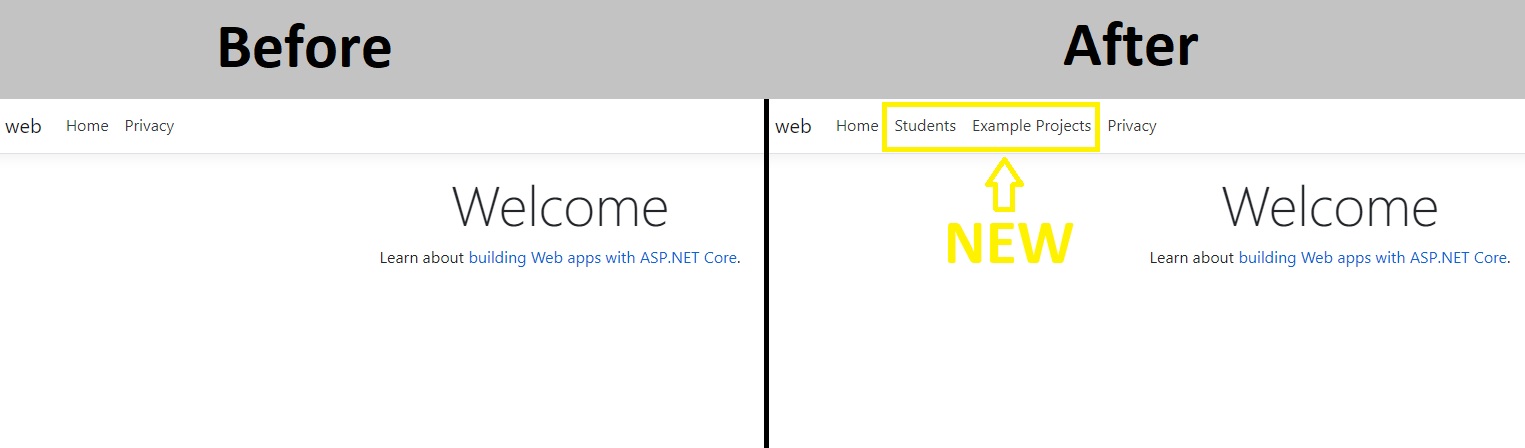 Before
After
web Home Privacy
Welcome
Learn about building Web apps with ASP.NET Core.
web Home Students Example Projects Privacy
NEW
Welcome
Learn about building Web apps with ASP.NET Core.